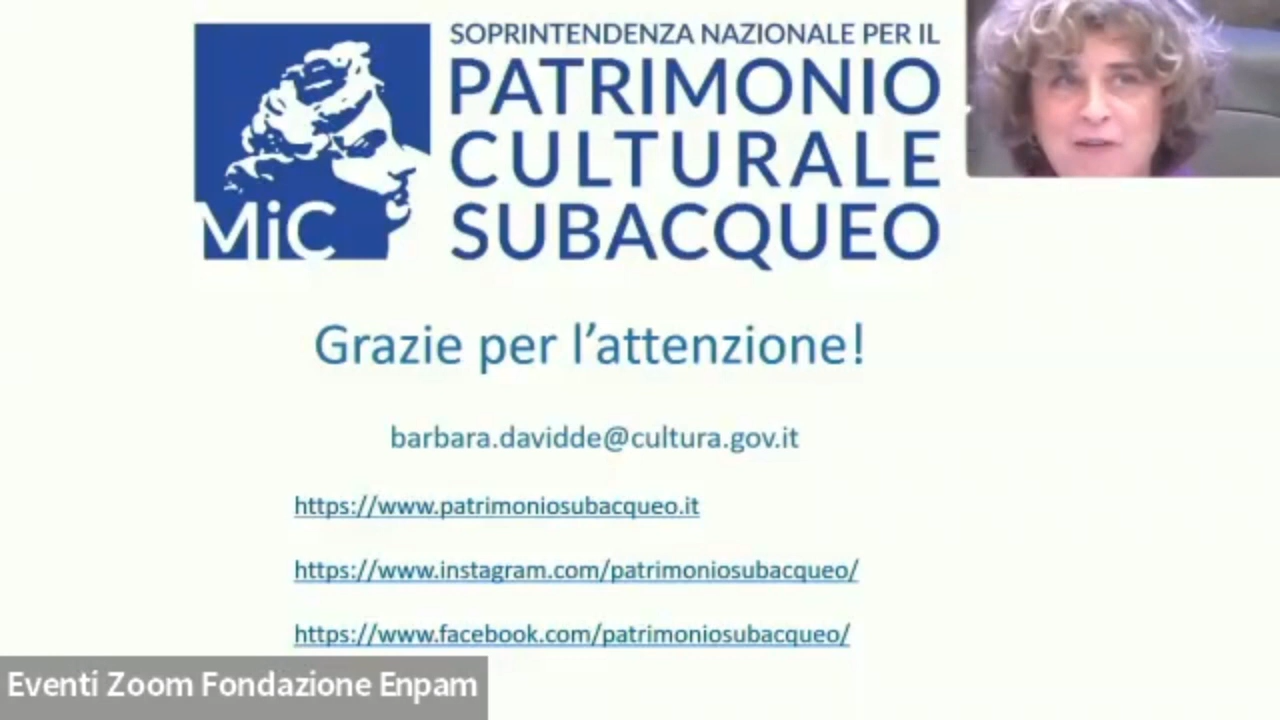 SOPRINTENDENZA NAZIONALE PER IL
PATRIMONIO
CULTURALE
SUBACQUEO
MiC
Grazie per l'attenzione!
barbara.davidde@cultura.gov.it
https://www.patrimoniosubacqueo.it
https://www.instagram.com/patrimoniosubacqueo/
https://www.facebook.com/patrimoniosubacqueo/
Eventi Zoom Fondazione Enpam